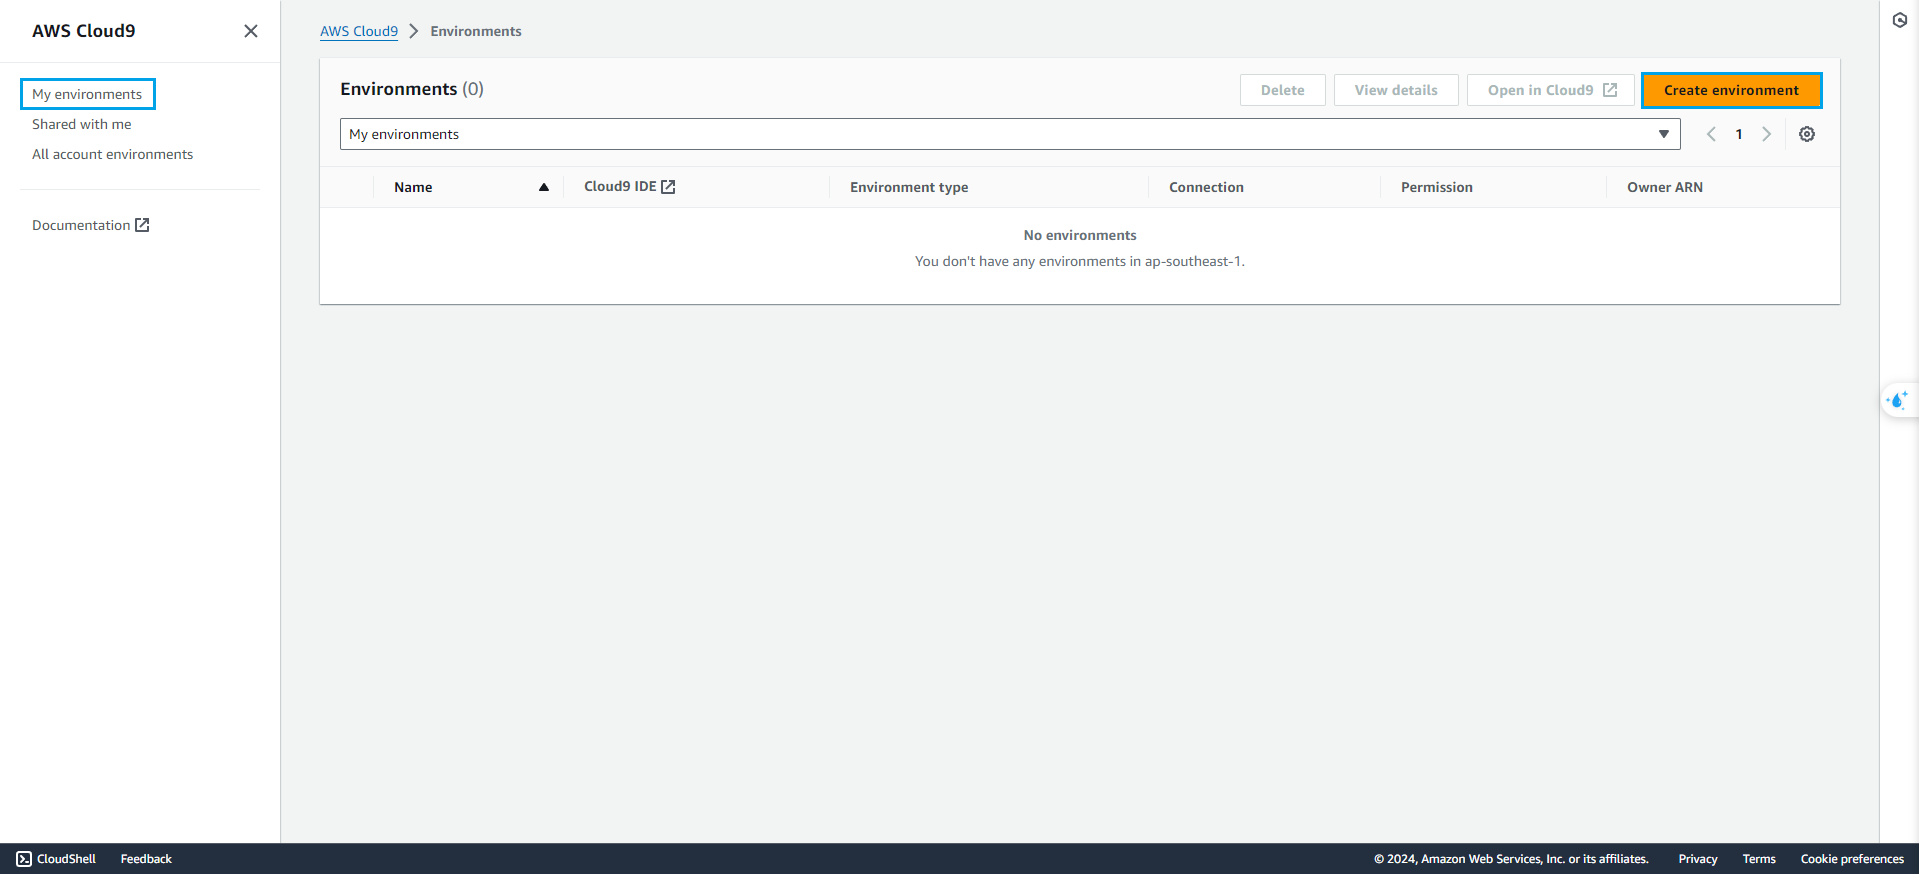 AWS Cloud9
My environments
Shared with me
All account environments
Documentation
AWS Cloud9 Environments
Environments (0)
Delete View details Open in Cloud9 Create environment
My environments 1
Name Cloud9 IDE Environment type Connection Permission Owner ARN
No environments
You don't have any environments in ap-southeast-1.
CloudShell Feedback © 2024, Amazon Web Services, Inc. or its affiliates. Privacy Terms Cookie preferences